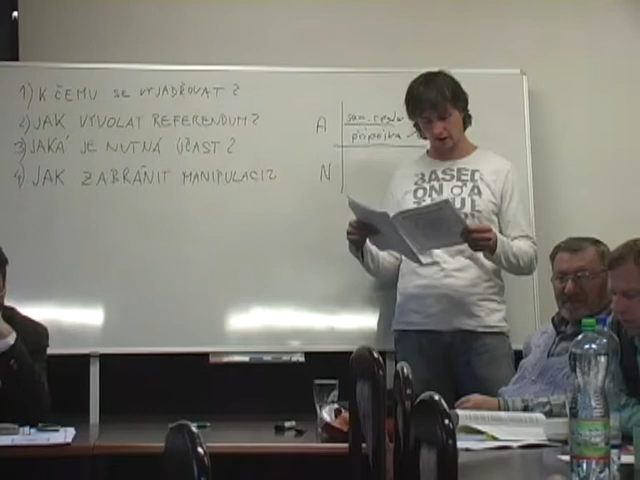 1) K ČEMU SE VYJADŘOVAT?
2) JAK VYVOLAT REFERENDUM?
3) JAKÁ JE NUTNÁ ÚČAST?
4) JAK ZABRÁNIT MANIPULACI?
A
přípojka
N
BASED
ON ♂ A